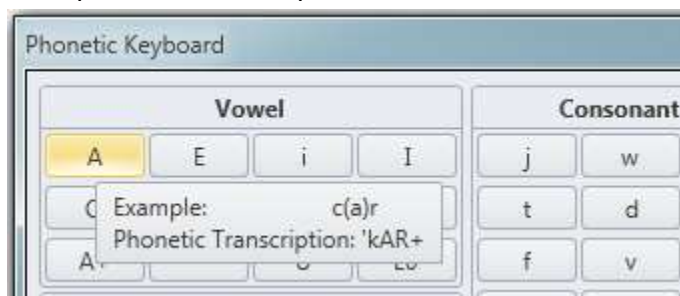 Phonetic Keyboard
Vowel Consonant
A E i I j w
Example: c(a)r t d
Phonetic Transcription: 'kAR+
f v